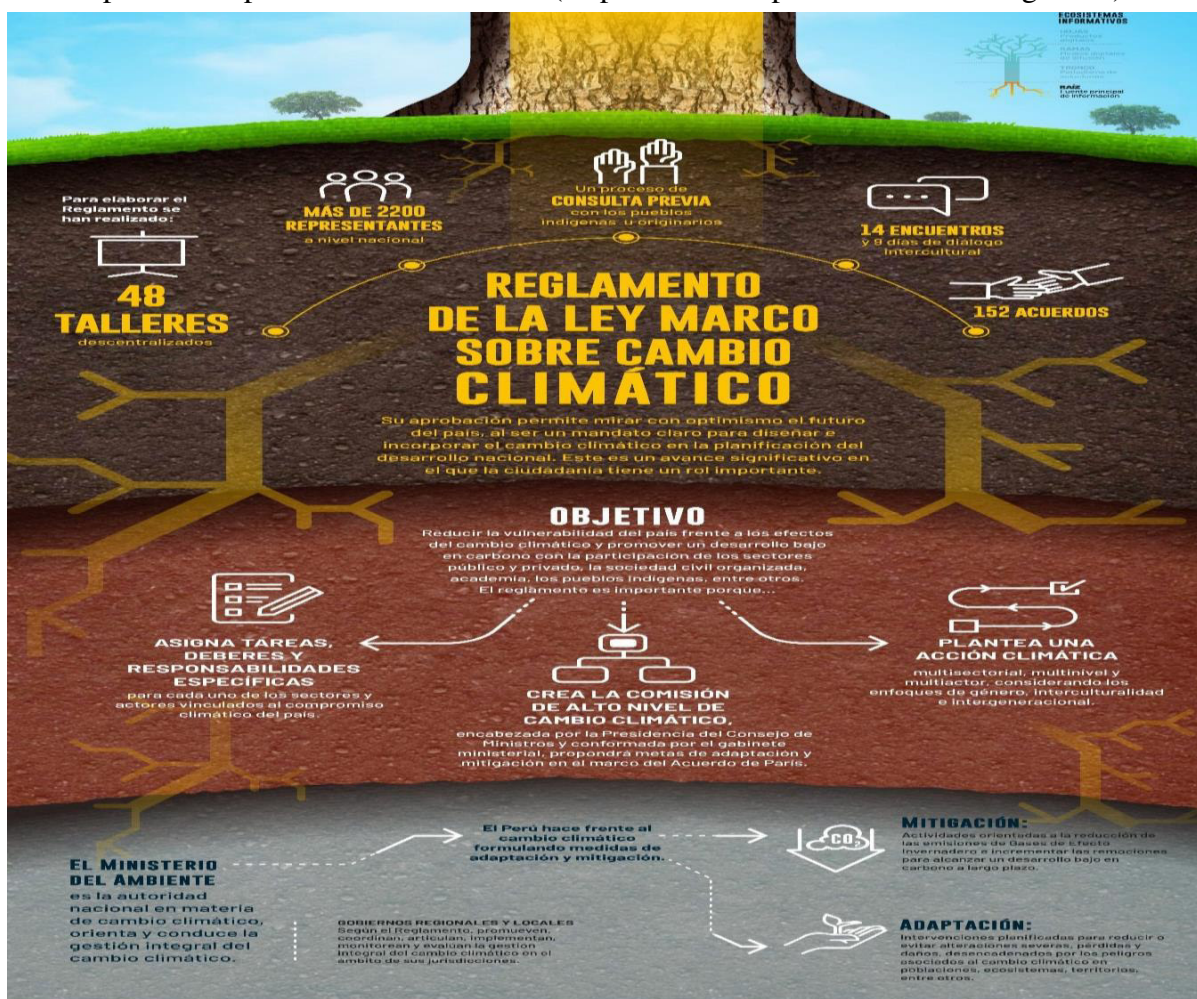 ECOSISTEMAS
INFORMATIVOS
RAÍZ
Fuente principal
de información
Para elaborar el
Reglamento se
han realizado:
48
TALLERES
descentralizados
MÁS DE 2200
REPRESENTANTES
a nivel nacional
Un proceso de
CONSULTA PREVIA
con los pueblos
indígenas u originarios
14 ENCUENTROS
y 9 días de diálogo
intercultural
152 ACUERDOS
REGLAMENTO
DE LA LEY MARCO
SOBRE CAMBIO
CLIMÁTICO
Su aprobación permite mirar con optimismo el futuro
del país, al ser un mandato claro para diseñar e
incorporar el cambio climático en la planificación del
desarrollo nacional. Este es un avance significativo en
el que la ciudadanía tiene un rol importante.
OBJETIVO
Reducir la vulnerabilidad del país frente a los efectos
del cambio climático y promover un desarrollo bajo
en carbono con la participación de los sectores
público y privado, la sociedad civil organizada,
academia, los pueblos indígenas, entre otros.
El reglamento es importante porque...
ASIGNA TAREAS,
DEBERES Y
RESPONSABILIDADES
ESPECÍFICAS
para cada uno de los sectores y
actores vinculados al compromiso
climático del país.
CREA LA COMISIÓN
DE ALTO NIVEL DE
CAMBIO CLIMÁTICO,
encabezada por la Presidencia del Consejo de
Ministros y conformada por el gabinete
ministerial, propondrá metas de adaptación y
mitigación en el marco del Acuerdo de París.
PLANTEA UNA
ACCIÓN CLIMÁTICA
multisectorial, multinivel y
multiactor, considerando los
enfoques de género, interculturalidad
e intergeneracional.
EL MINISTERIO
DEL AMBIENTE
es la autoridad
nacional en materia
de cambio climático,
orienta y conduce la
gestión integral del
cambio climático.
El Perú hace frente al
cambio climático
formulando medidas de
adaptación y mitigación.
GOBIERNOS REGIONALES Y LOCALES
Según el Reglamento, promueven,
coordinan, articulan, implementan,
monitorean y evalúan la gestión
integral del cambio climático en el
ámbito de sus jurisdicciones.
CO2
MITIGACIÓN:
Actividades orientadas a la reducción de
las emisiones de Gases de Efecto
Invernadero e incrementar las remociones
para alcanzar un desarrollo bajo en
carbono a largo plazo.
ADAPTACIÓN:
Intervenciones planificadas para reducir o
evitar alteraciones severas, pérdidas y
daños, desencadenados por los peligros
asociados al cambio climático en
poblaciones, ecosistemas, territorios,
entre otros.